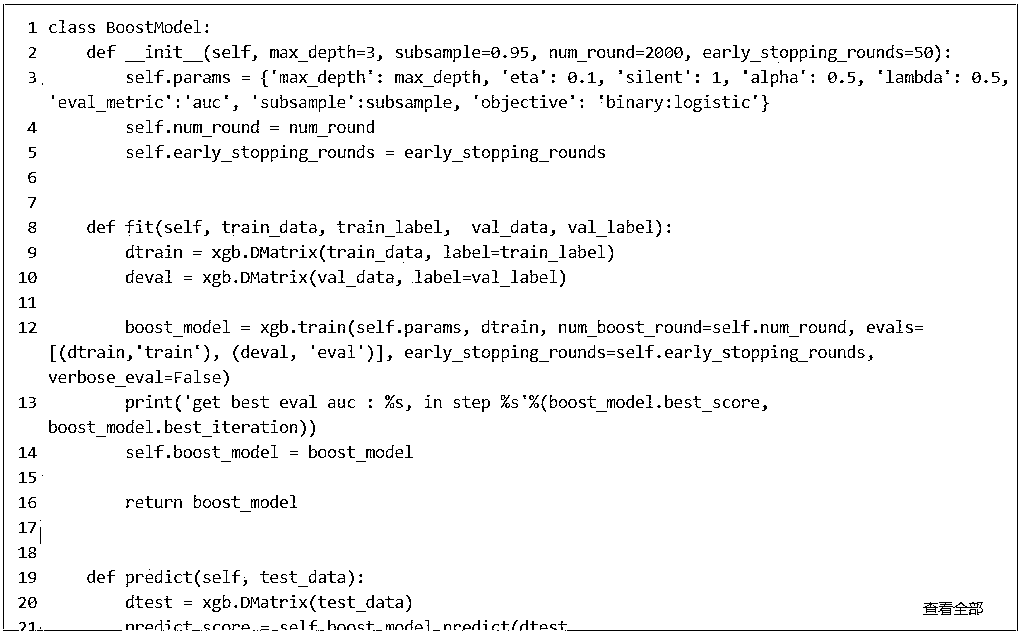 1 class BoostModel:
2     def __init__(self, max_depth=3, subsample=0.95, num_round=2000, early_stopping_rounds=50):
3         self.params = {'max_depth': max_depth, 'eta': 0.1, 'silent': 1, 'alpha': 0.5, 'lambda': 0.5,
'eval_metric':'auc', 'subsample':subsample, 'objective': 'binary:logistic'}
4         self.num_round = num_round
5         self.early_stopping_rounds = early_stopping_rounds
6
7
8     def fit(self, train_data, train_label,  val_data, val_label):
9         dtrain = xgb.DMatrix(train_data, label=train_label)
10         deval = xgb.DMatrix(val_data, label=val_label)
11
12         boost_model = xgb.train(self.params, dtrain, num_boost_round=self.num_round, evals=
[(dtrain,'train'), (deval, 'eval')], early_stopping_rounds=self.early_stopping_rounds,
verbose_eval=False)
13         print('get best eval auc : %s, in step %s'%(boost_model.best_score,
boost_model.best_iteration))
14         self.boost_model = boost_model
15
16         return boost_model
17
18
19     def predict(self, test_data):
20         dtest = xgb.DMatrix(test_data)
查看全部
21         predict_score = self.boost_model.predict(dtest